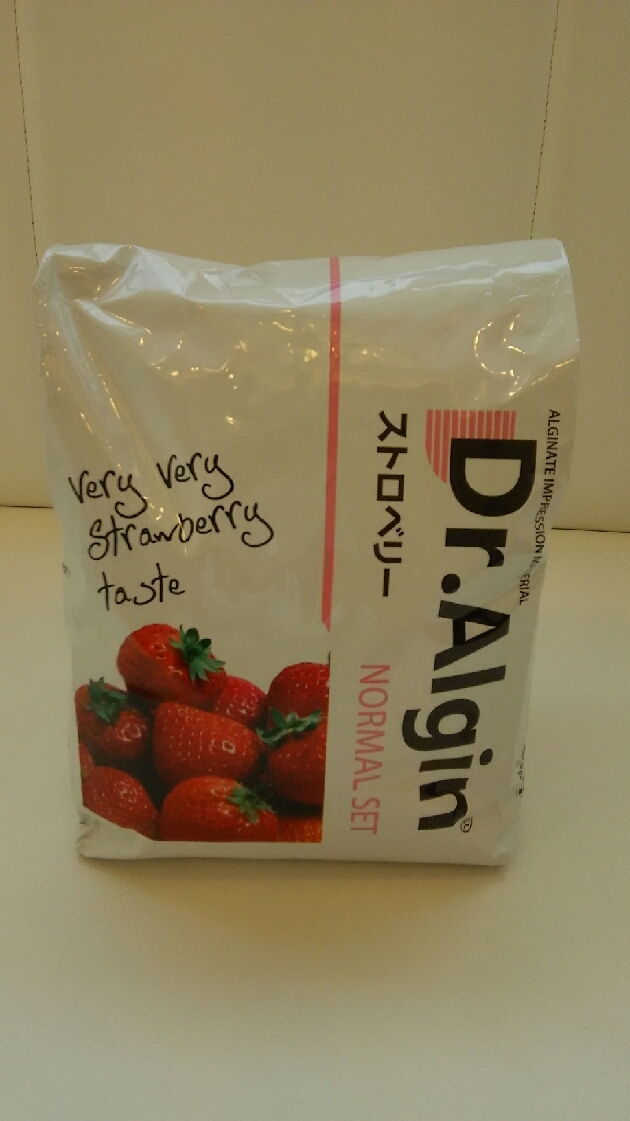 very very
strawberry
taste
ALGINATE IMPRESSION MATERIAL
Dr.Algin
ストロベリー
NORMAL SET